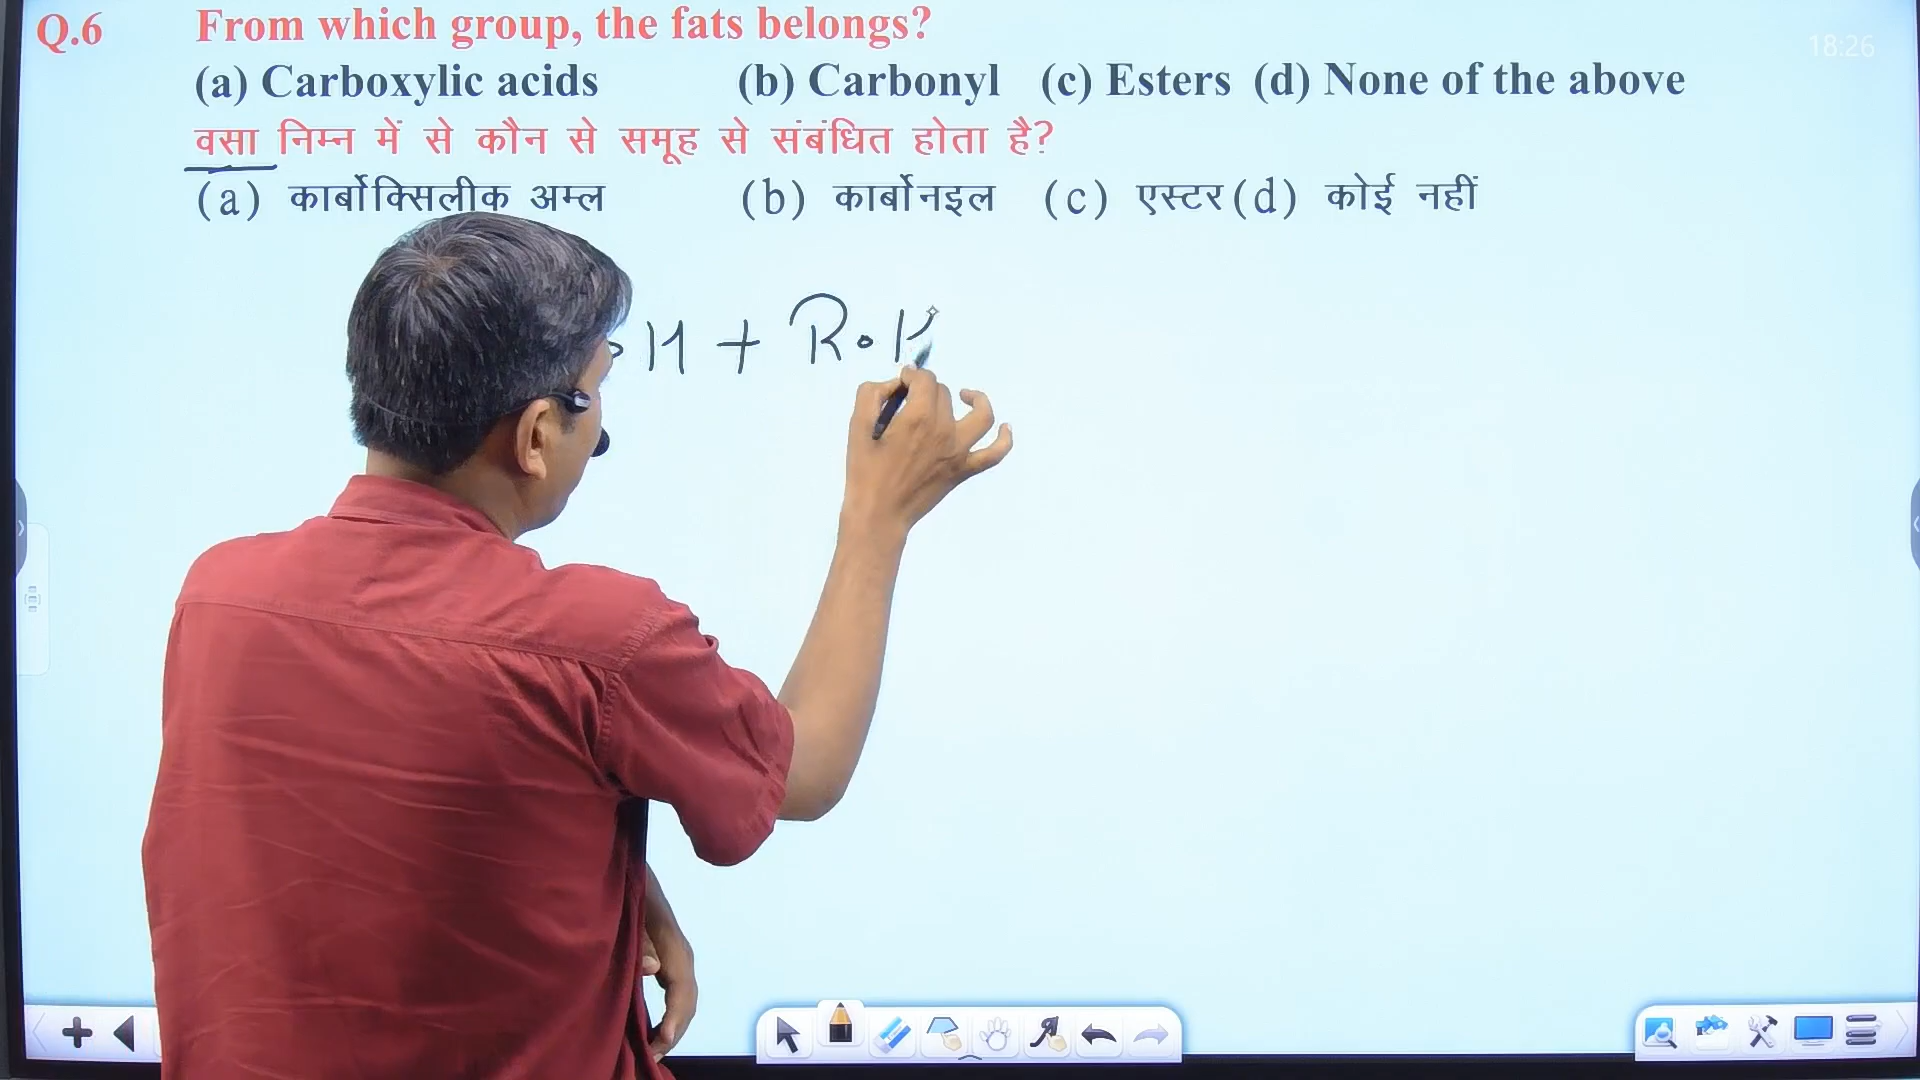 18:26
Q.6 From which group, the fats belongs?
(a) Carboxylic acids (b) Carbonyl (c) Esters (d) None of the above
वसा निम्न में से कौन से समूह से संबंधित होता है?
(a) कार्बोक्सिलीक अम्ल (b) कार्बोनइल (c) एस्टर (d) कोई नहीं
H + R